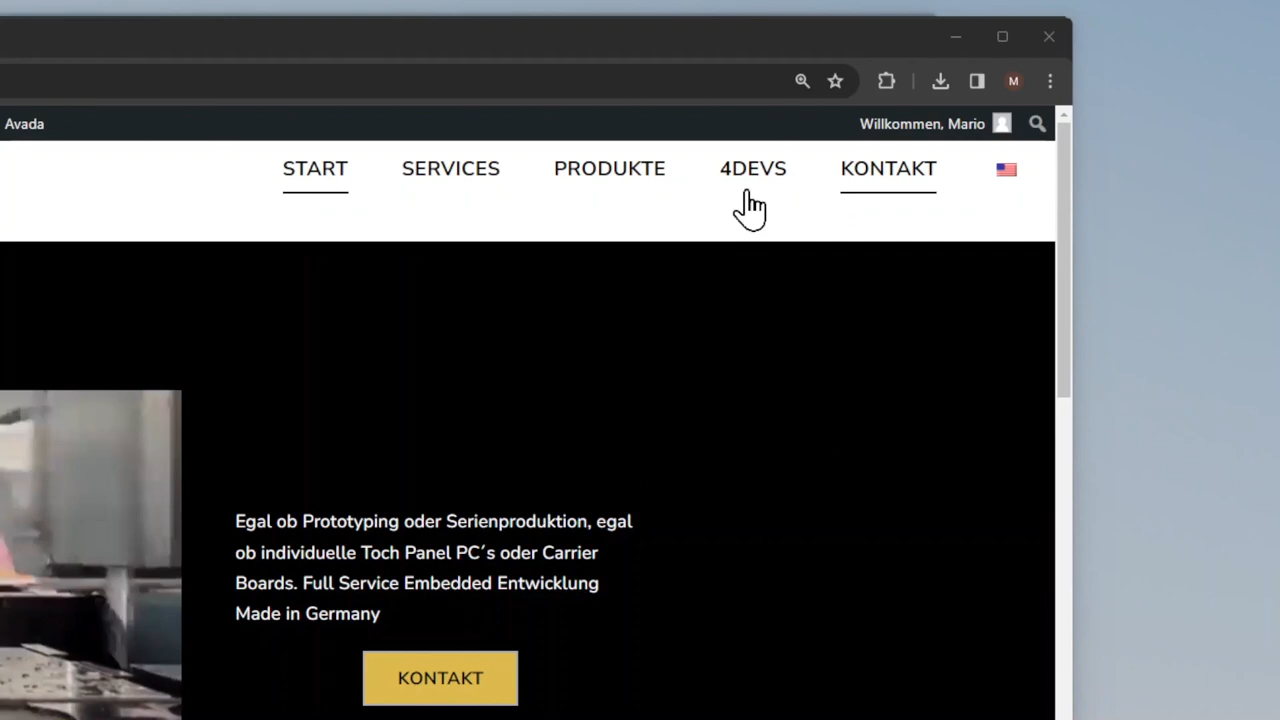 M
Avada
Willkommen, Mario
START SERVICES PRODUKTE 4DEVS KONTAKT
Egal ob Prototyping oder Serienproduktion, egal
ob individuelle Toch Panel PC´s oder Carrier
Boards. Full Service Embedded Entwicklung
Made in Germany
KONTAKT